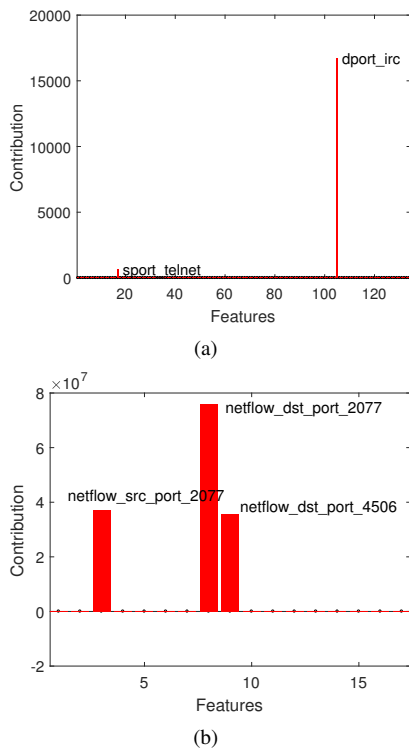 20000
15000
10000
5000
0
Contribution
dport_irc
sport_telnet
20 40 60 80 100 120
Features
(a)
×10^7
8
6
4
2
0
-2
Contribution
netflow_dst_port_2077
netflow_src_port_2077
netflow_dst_port_4506
5 10 15
Features
(b)